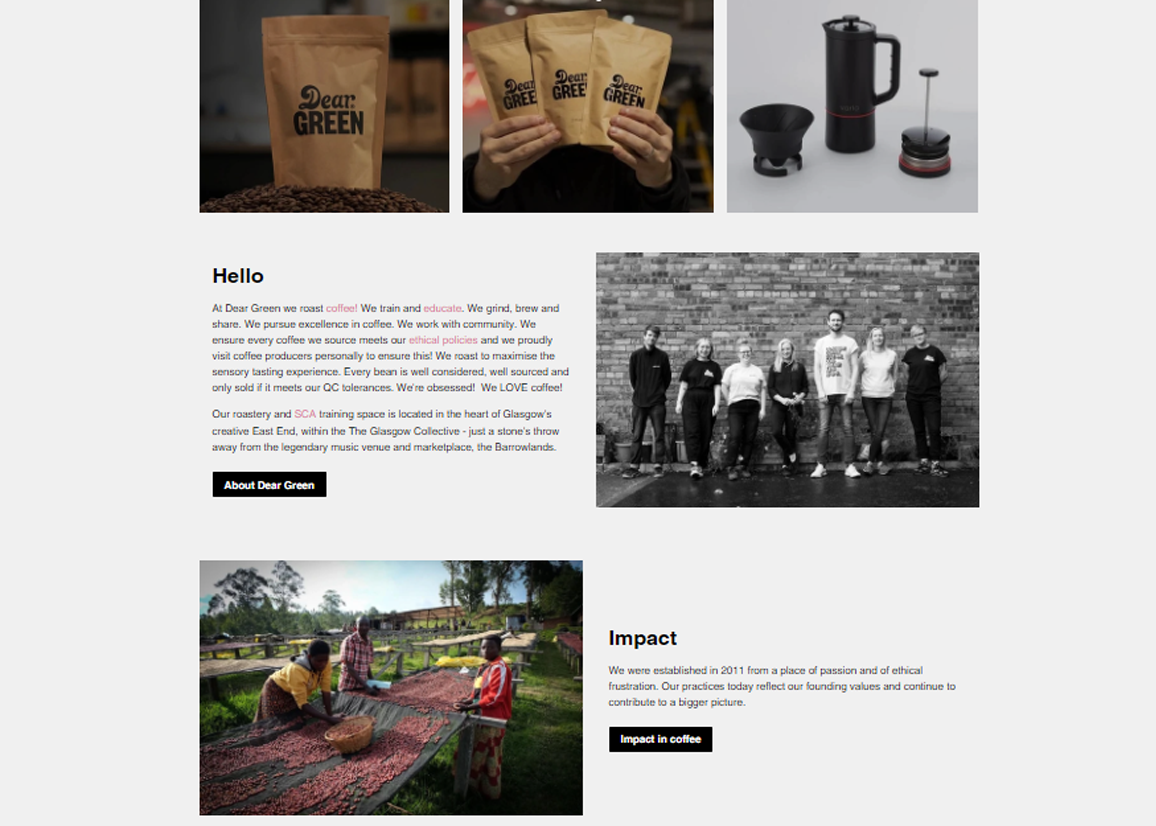 Dear.
GREEN
Dear.
GREEN
Dear.
GREEN
Dear.
GREEN
Hello
At Dear Green we roast coffee! We train and educate. We grind, brew and
share. We pursue excellence in coffee. We work with community. We
ensure every coffee we source meets our ethical policies and we proudly
visit coffee producers personally to ensure this! We roast to maximise the
sensory tasting experience. Every bean is well considered, well sourced and
only sold if it meets our QC tolerances. We're obsessed! We LOVE coffee!
Our roastery and SCA training space is located in the heart of Glasgow's
creative East End, within the The Glasgow Collective - just a stone's throw
away from the legendary music venue and marketplace, the Barrowlands.
About Dear Green
Impact
We were established in 2011 from a place of passion and of ethical
frustration. Our practices today reflect our founding values and continue to
contribute to a bigger picture.
Impact in coffee